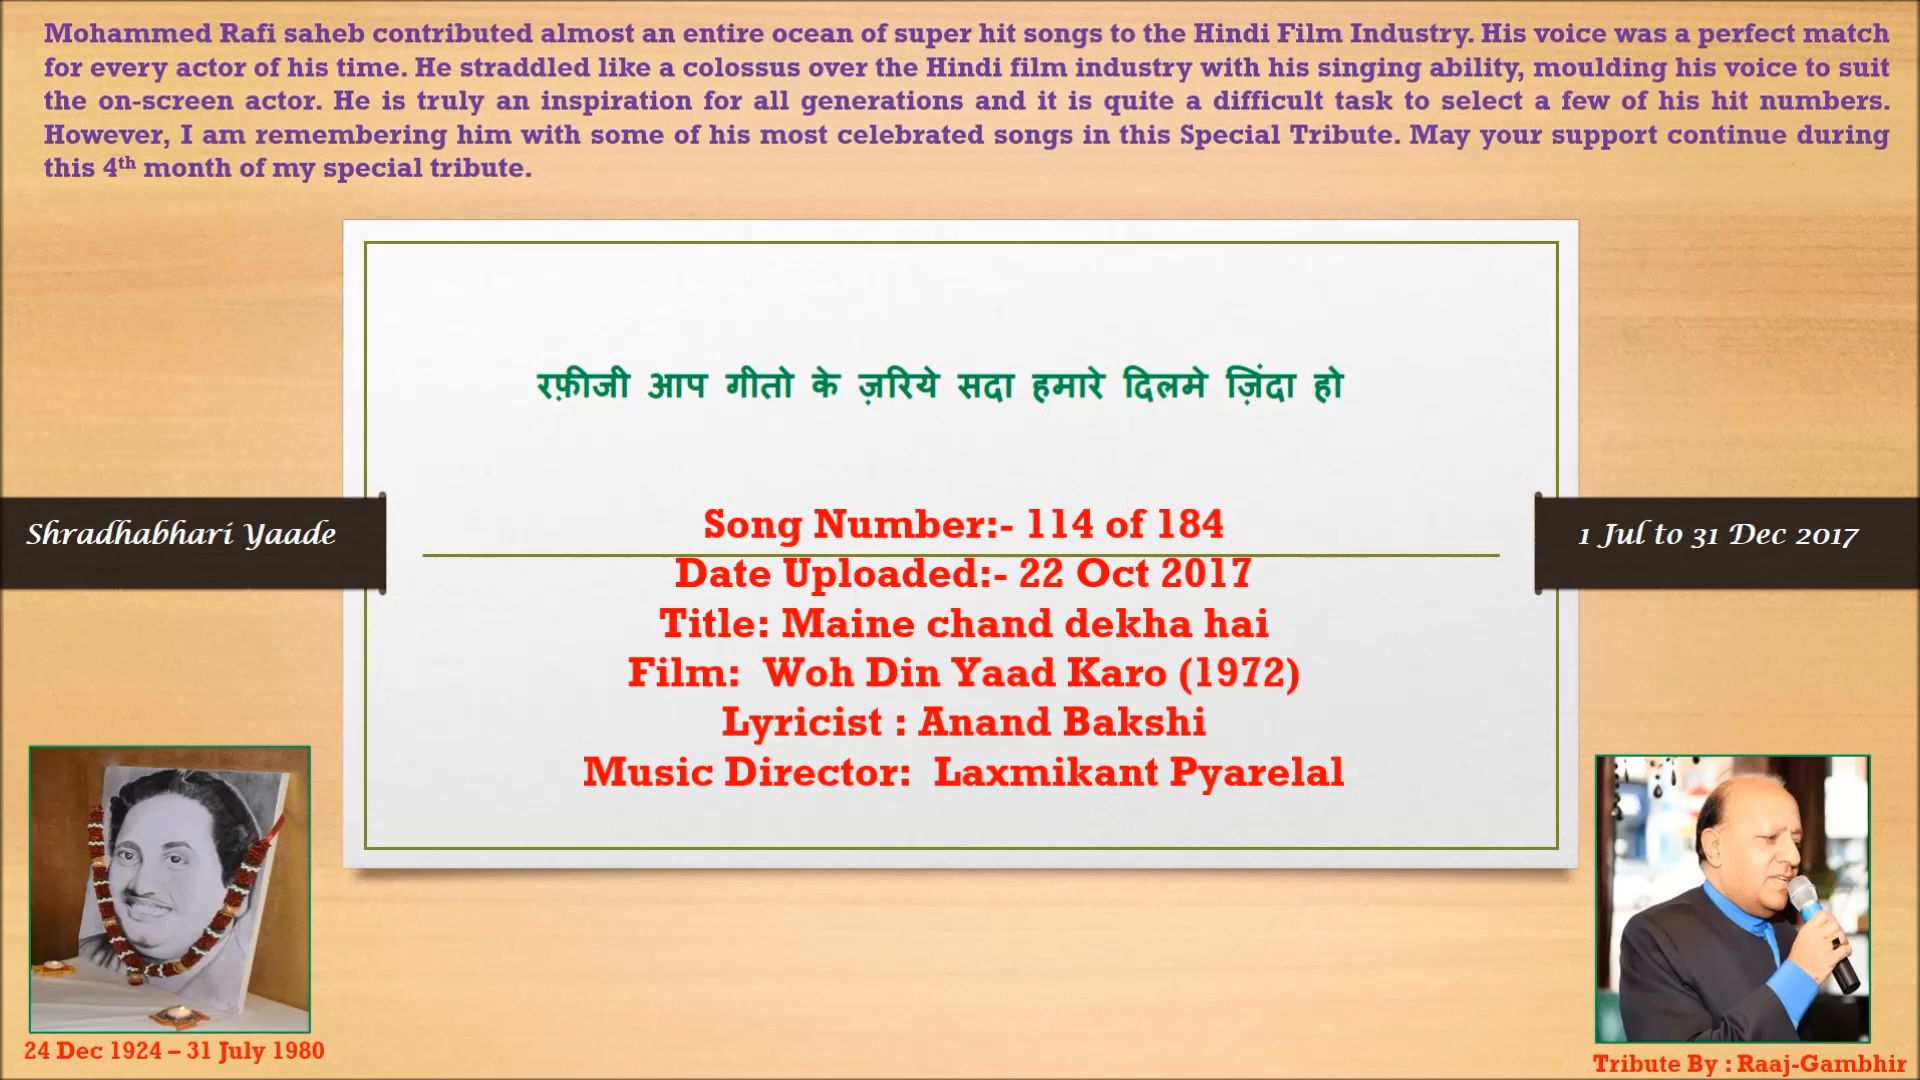 Mohammed Rafi saheb contributed almost an entire ocean of super hit songs to the Hindi Film Industry. His voice was a perfect match
for every actor of his time. He straddled like a colossus over the Hindi film industry with his singing ability, moulding his voice to suit
the on-screen actor. He is truly an inspiration for all generations and it is quite a difficult task to select a few of his hit numbers.
However, I am remembering him with some of his most celebrated songs in this Special Tribute. May your support continue during
this 4th month of my special tribute.
रफ़ीजी आप गीतो के ज़रिये सदा हमारे दिलमे ज़िंदा हो
Shradhabhari Yaade
1 Jul to 31 Dec 2017
Song Number:- 114 of 184
Date Uploaded:- 22 Oct 2017
Title: Maine chand dekha hai
Film: Woh Din Yaad Karo (1972)
Lyricist : Anand Bakshi
Music Director: Laxmikant Pyarelal
24 Dec 1924 – 31 July 1980
Tribute By : Raaj-Gambhir